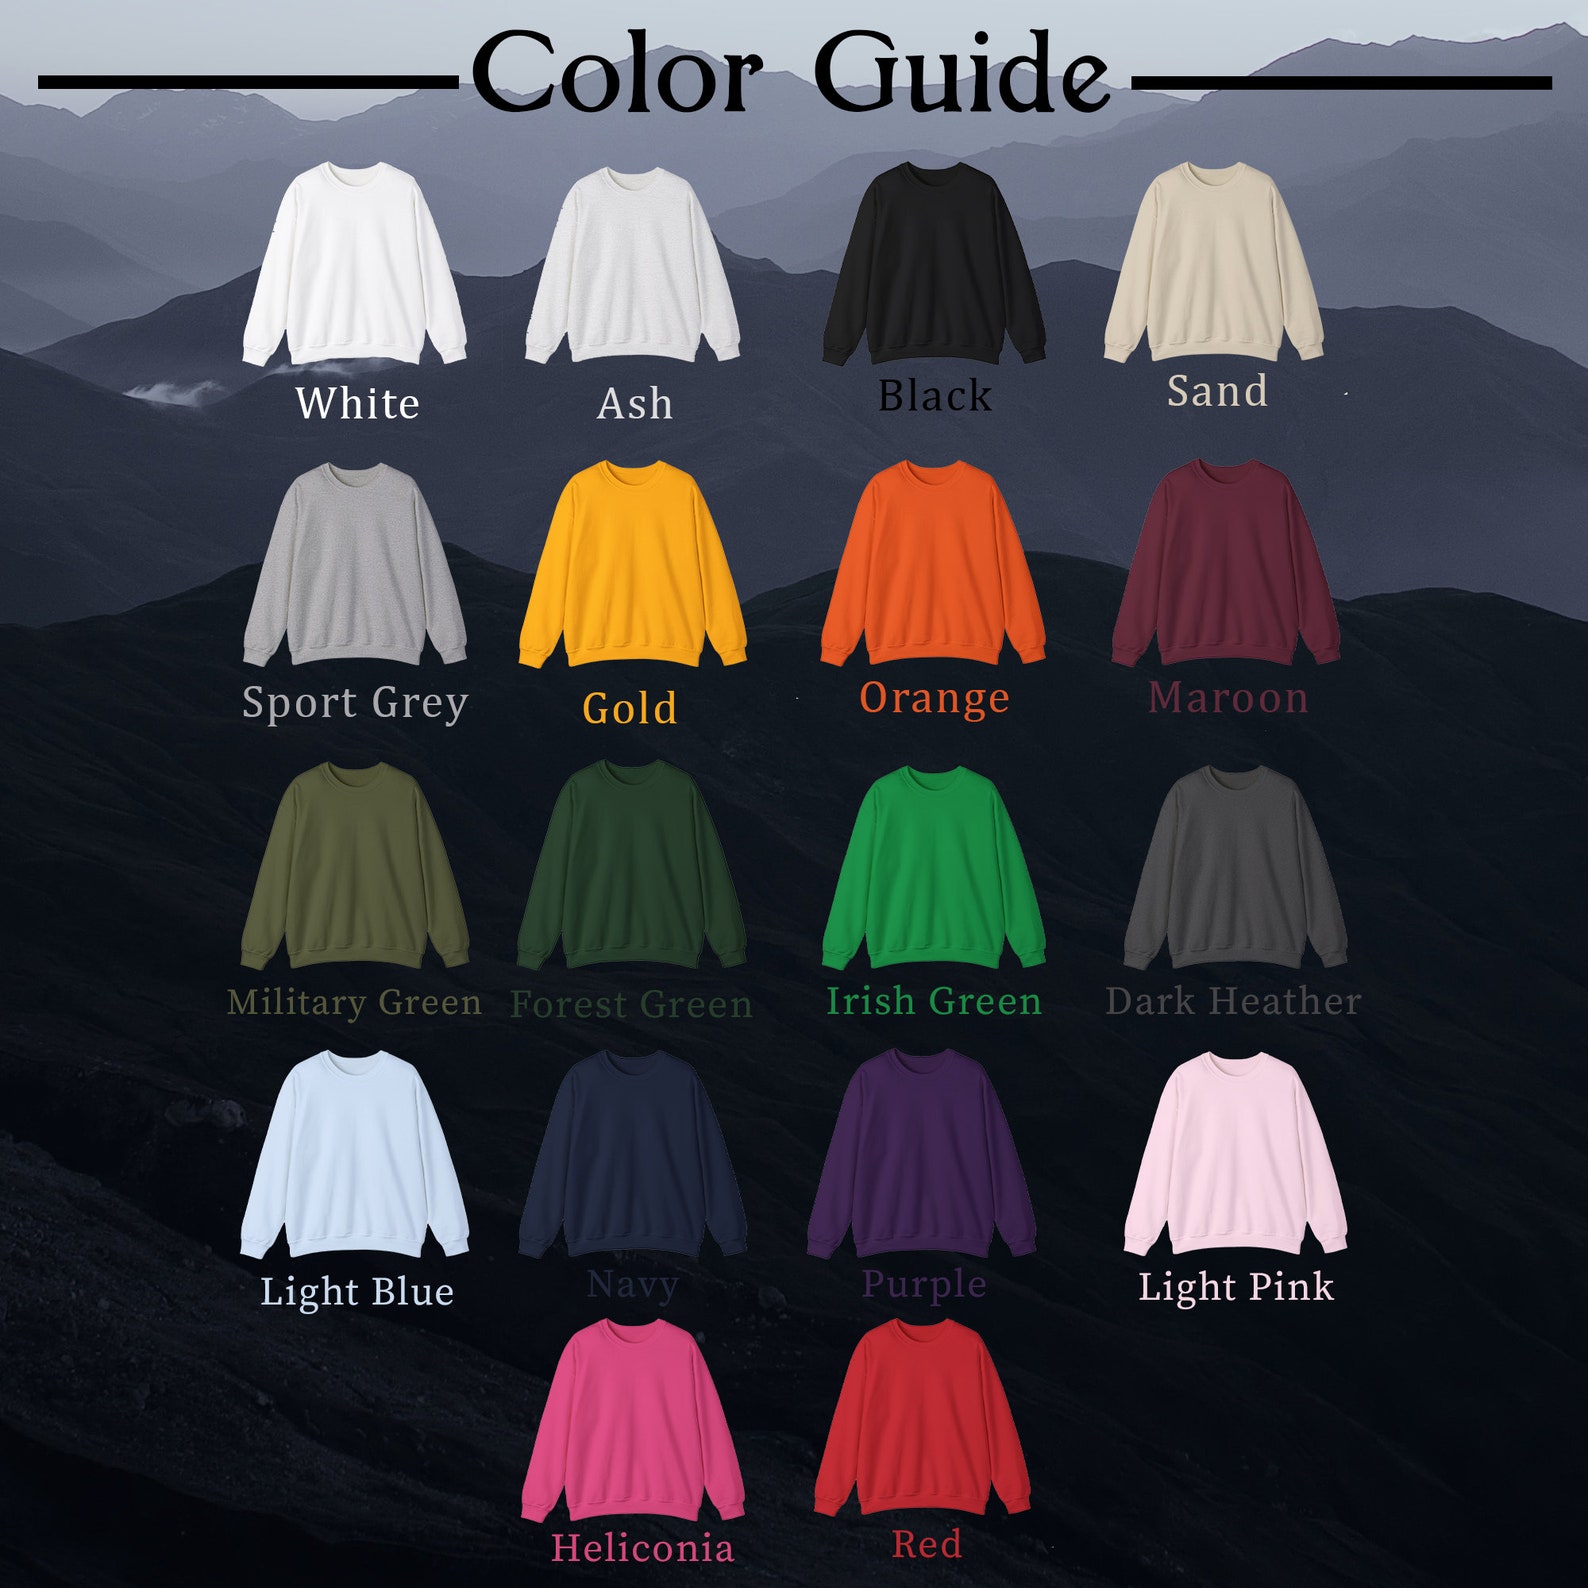 Color Guide
White
Ash
Black
Sand
Sport Grey
Gold
Orange
Maroon
Military Green
Forest Green
Irish Green
Dark Heather
Light Blue
Navy
Purple
Light Pink
Heliconia
Red